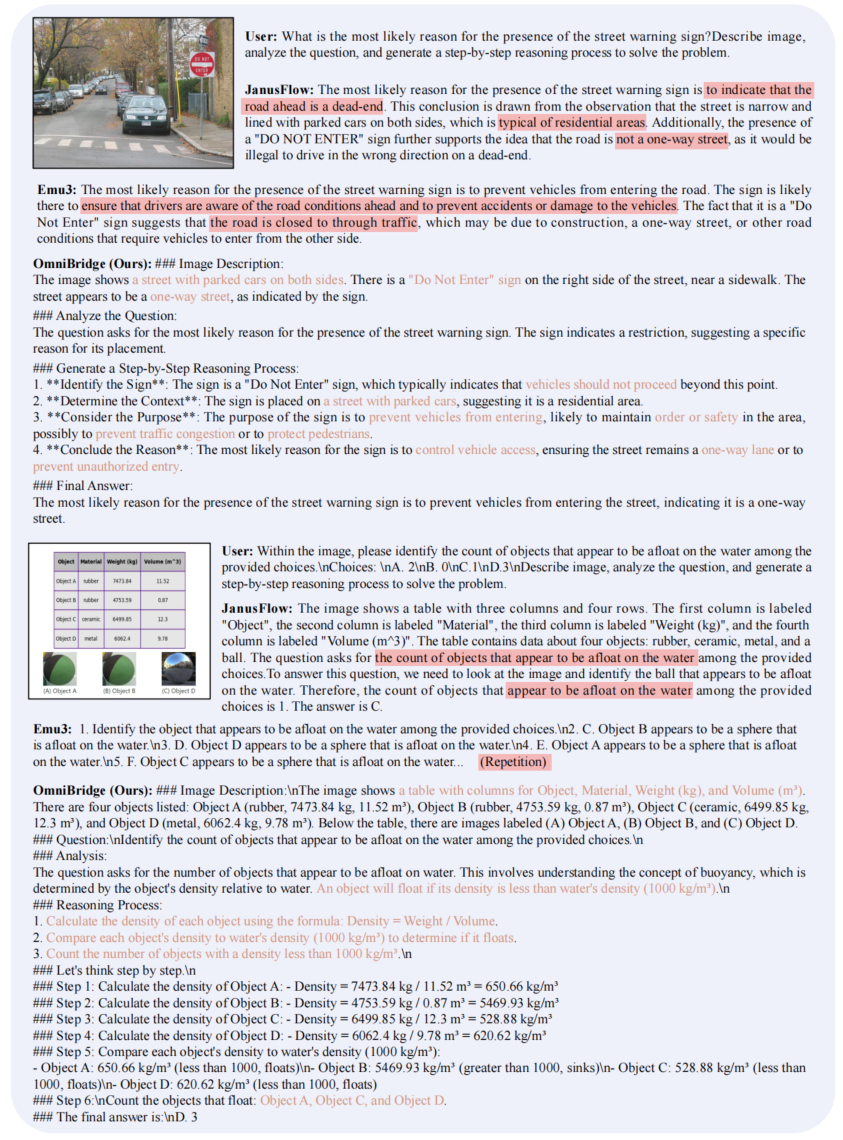 DO NOT
ENTER
User: What is the most likely reason for the presence of the street warning sign?Describe image,
analyze the question, and generate a step-by-step reasoning process to solve the problem.
JanusFlow: The most likely reason for the presence of the street warning sign is to indicate that the
road ahead is a dead-end. This conclusion is drawn from the observation that the street is narrow and
lined with parked cars on both sides, which is typical of residential areas. Additionally, the presence of
a "DO NOT ENTER" sign further supports the idea that the road is not a one-way street, as it would be
illegal to drive in the wrong direction on a dead-end.
Emu3: The most likely reason for the presence of the street warning sign is to prevent vehicles from entering the road. The sign is likely
there to ensure that drivers are aware of the road conditions ahead and to prevent accidents or damage to the vehicles. The fact that it is a "Do
Not Enter" sign suggests that the road is closed to through traffic, which may be due to construction, a one-way street, or other road
conditions that require vehicles to enter from the other side.
OmniBridge (Ours): ### Image Description:
The image shows a street with parked cars on both sides. There is a "Do Not Enter" sign on the right side of the street, near a sidewalk. The
street appears to be a one-way street, as indicated by the sign.
### Analyze the Question:
The question asks for the most likely reason for the presence of the street warning sign. The sign indicates a restriction, suggesting a specific
reason for its placement.
### Generate a Step-by-Step Reasoning Process:
1. **Identify the Sign**: The sign is a "Do Not Enter" sign, which typically indicates that vehicles should not proceed beyond this point.
2. **Determine the Context**: The sign is placed on a street with parked cars, suggesting it is a residential area.
3. **Consider the Purpose**: The purpose of the sign is to prevent vehicles from entering, likely to maintain order or safety in the area,
possibly to prevent traffic congestion or to protect pedestrians.
4. **Conclude the Reason**: The most likely reason for the sign is to control vehicle access, ensuring the street remains a one-way lane or to
prevent unauthorized entry.
### Final Answer:
The most likely reason for the presence of the street warning sign is to prevent vehicles from entering the street, indicating it is a one-way
street.
Object Material Weight (kg) Volume (m^3)
Object A rubber 7473.84 11.52
Object B rubber 4753.59 0.87
Object C ceramic 6499.85 12.3
Object D metal 6062.4 9.78
(A) Object A (B) Object B (C) Object D
User: Within the image, please identify the count of objects that appear to be afloat on the water among the
provided choices.\nChoices: \nA. 2\nB. 0\nC.1\nD.3\nDescribe image, analyze the question, and generate a
step-by-step reasoning process to solve the problem.
JanusFlow: The image shows a table with three columns and four rows. The first column is labeled
"Object", the second column is labeled "Material", the third column is labeled "Weight (kg)", and the fourth
column is labeled "Volume (m^3)". The table contains data about four objects: rubber, ceramic, metal, and a
ball. The question asks for the count of objects that appear to be afloat on the water among the provided
choices.To answer this question, we need to look at the image and identify the ball that appears to be afloat
on the water. Therefore, the count of objects that appear to be afloat on the water among the provided
choices is 1. The answer is C.
Emu3: 1. Identify the object that appears to be afloat on the water among the provided choices.\n2. C. Object B appears to be a sphere that
is afloat on the water.\n3. D. Object D appears to be a sphere that is afloat on the water.\n4. E. Object A appears to be a sphere that is afloat
on the water.\n5. F. Object C appears to be a sphere that is afloat on the water... (Repetition)
OmniBridge (Ours): ### Image Description:\nThe image shows a table with columns for Object, Material, Weight (kg), and Volume (m³).
There are four objects listed: Object A (rubber, 7473.84 kg, 11.52 m³), Object B (rubber, 4753.59 kg, 0.87 m³), Object C (ceramic, 6499.85 kg,
12.3 m³), and Object D (metal, 6062.4 kg, 9.78 m³). Below the table, there are images labeled (A) Object A, (B) Object B, and (C) Object D.
### Question:\nIdentify the count of objects that appear to be afloat on the water among the provided choices.\n
### Analysis:
The question asks for the number of objects that appear to be afloat on water. This involves understanding the concept of buoyancy, which is
determined by the object's density relative to water. An object will float if its density is less than water's density (1000 kg/m³).\n
### Reasoning Process:
1. Calculate the density of each object using the formula: Density = Weight / Volume.
2. Compare each object's density to water's density (1000 kg/m³) to determine if it floats.
3. Count the number of objects with a density less than 1000 kg/m³.\n
### Let's think step by step.\n
### Step 1: Calculate the density of Object A: - Density = 7473.84 kg / 11.52 m³ = 650.66 kg/m³
### Step 2: Calculate the density of Object B: - Density = 4753.59 kg / 0.87 m³ = 5469.93 kg/m³
### Step 3: Calculate the density of Object C: - Density = 6499.85 kg / 12.3 m³ = 528.88 kg/m³
### Step 4: Calculate the density of Object D: - Density = 6062.4 kg / 9.78 m³ = 620.62 kg/m³
### Step 5: Compare each object's density to water's density (1000 kg/m³):
- Object A: 650.66 kg/m³ (less than 1000, floats)\n- Object B: 5469.93 kg/m³ (greater than 1000, sinks)\n- Object C: 528.88 kg/m³ (less than
1000, floats)\n- Object D: 620.62 kg/m³ (less than 1000, floats)
### Step 6:\nCount the objects that float: Object A, Object C, and Object D.
### The final answer is:\nD. 3